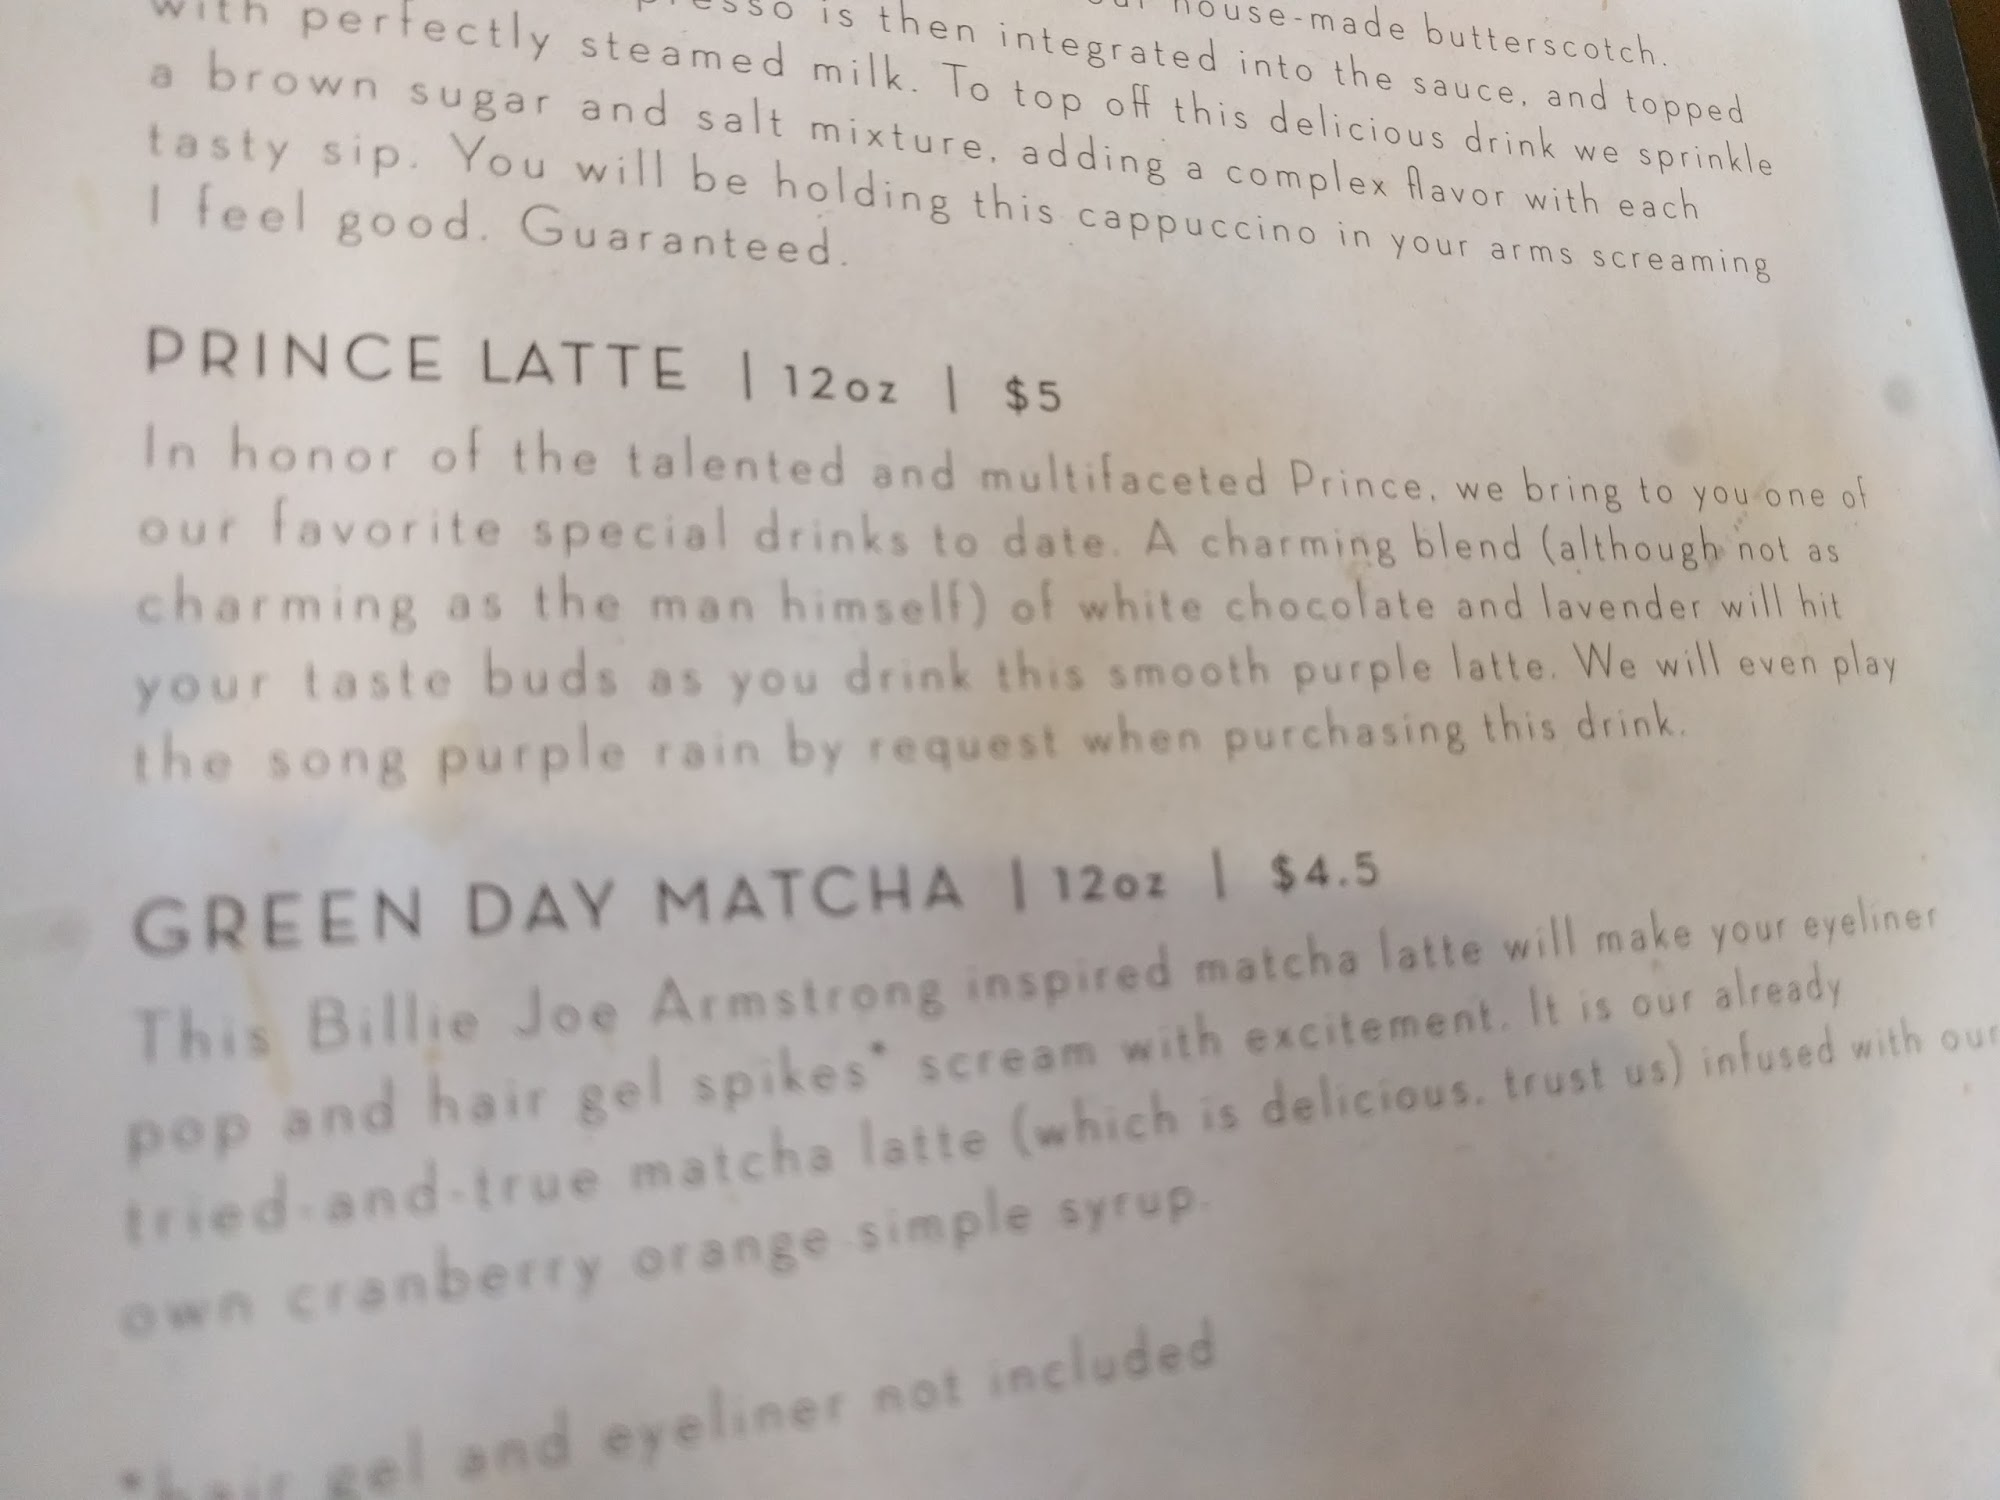 is then integrated into the sauce, and topped
house-made butterscotch.
with perfectly steamed milk. To top off this delicious drink we sprinkle
a brown sugar and salt mixture, adding a complex flavor with each
tasty sip. You will be holding this cappuccino in your arms screaming
I feel good. Guaranteed.
PRINCE LATTE | 12oz | $5
In honor of the talented and multifaceted Prince, we bring to you one of
our favorite special drinks to date. A charming blend (although not as
charming as the man himself) of white chocolate and lavender will hit
your taste buds as you drink this smooth purple latte. We will even play
the song purple rain by request when purchasing this drink.
GREEN DAY MATCHA | 12oz | $4.5
This Billie Joe Armstrong inspired matcha latte will make your eyeliner
pop and hair gel spikes* scream with excitement. It is our already
tried-and-true matcha latte (which is delicious, trust us) infused with our
own cranberry orange simple syrup.
*hair gel and eyeliner not included